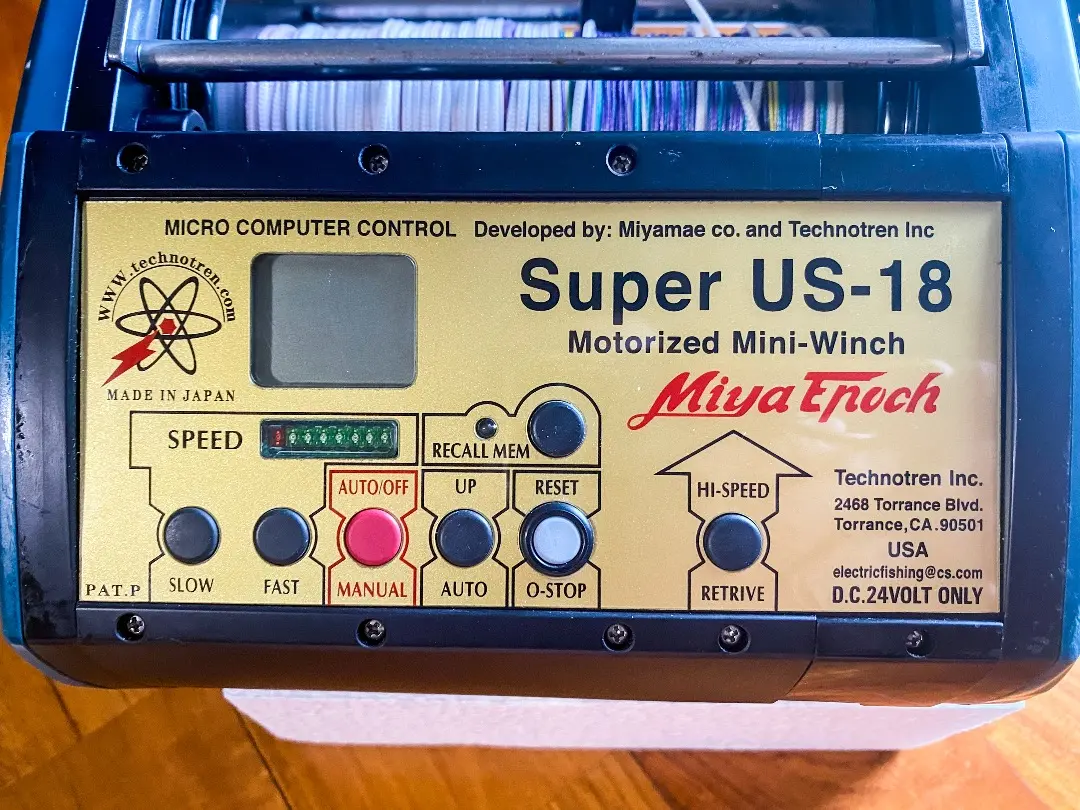 MICRO COMPUTER CONTROL Developed by: Miyamae co. and Technotren Inc
WWW.technotren.com
MADE IN JAPAN
Super US-18
Motorized Mini-Winch
Miya Epoch
SPEED
RECALL MEM
AUTO/OFF
UP
RESET
HI-SPEED
SLOW
FAST
MANUAL
AUTO
O-STOP
RETRIVE
PAT.P
Technotren Inc.
2468 Torrance Blvd.
Torrance,CA.90501
USA
electricfishing@cs.com
D.C.24VOLT ONLY